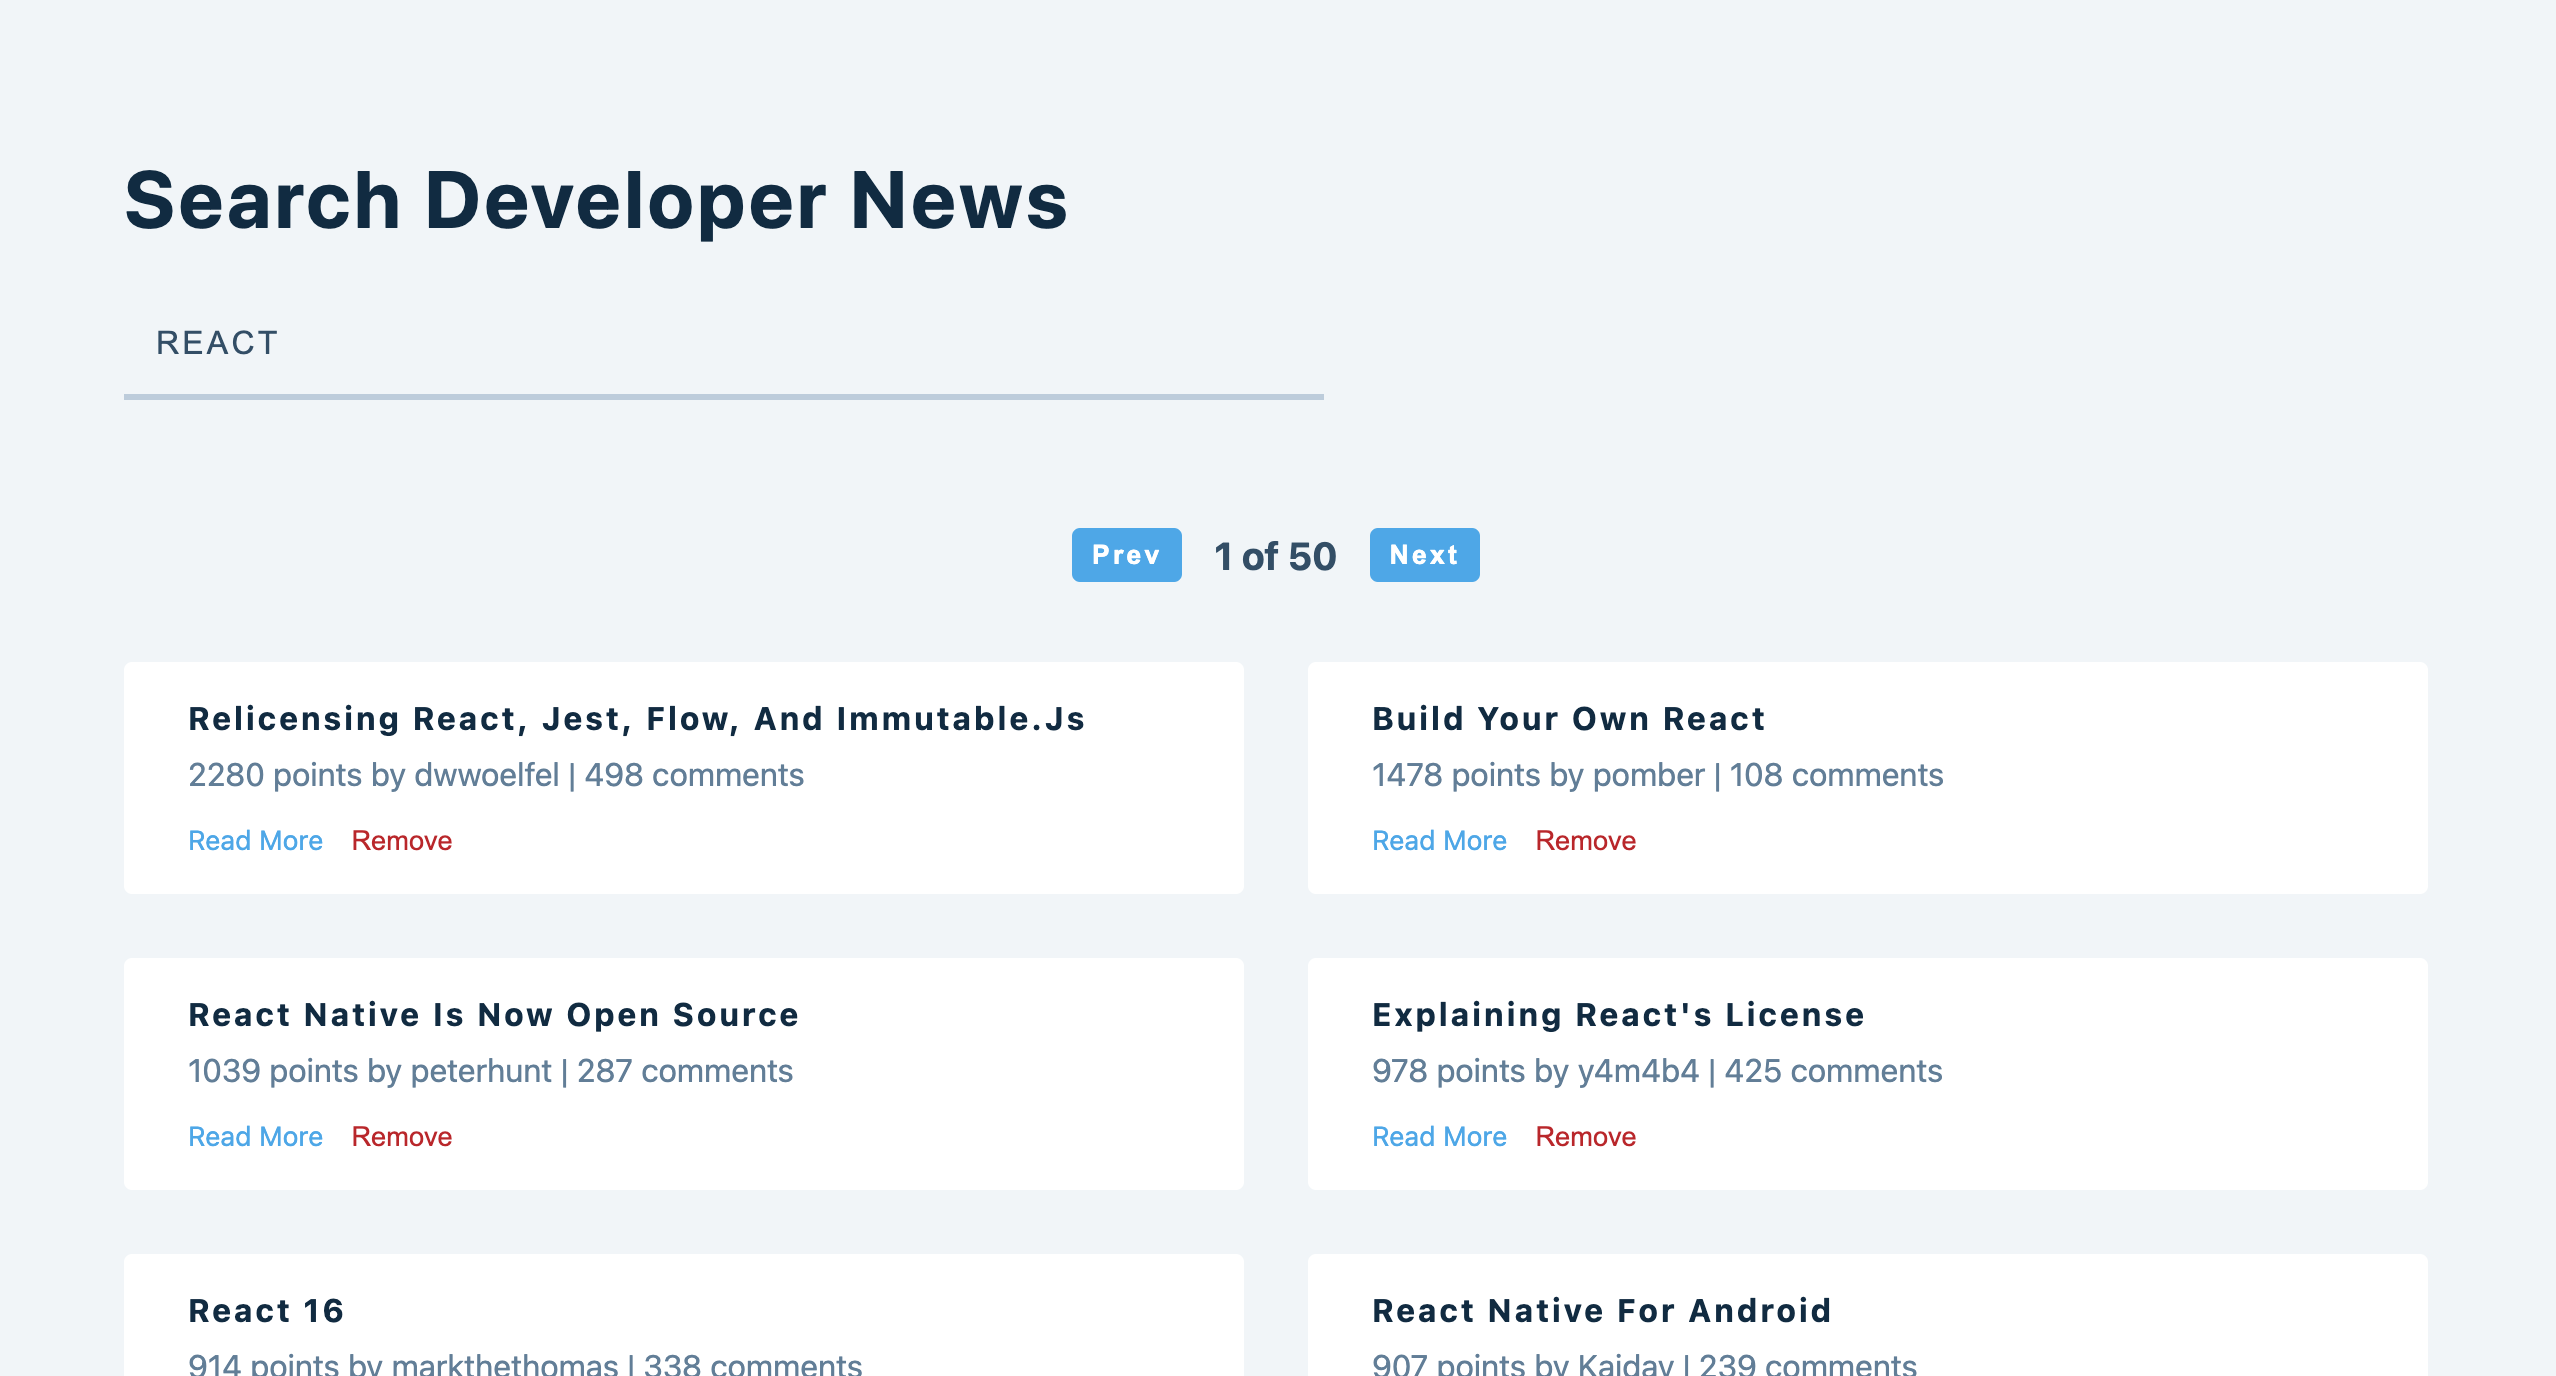 Search Developer News
REACT
Prev 1 of 50 Next
Relicensing React, Jest, Flow, And Immutable.Js
2280 points by dwwoelfel | 498 comments
Read More Remove
Build Your Own React
1478 points by pomber | 108 comments
Read More Remove
React Native Is Now Open Source
1039 points by peterhunt | 287 comments
Read More Remove
Explaining React's License
978 points by y4m4b4 | 425 comments
Read More Remove
React 16
914 points by markthethomas | 338 comments
React Native For Android
907 points by Kaiday | 239 comments